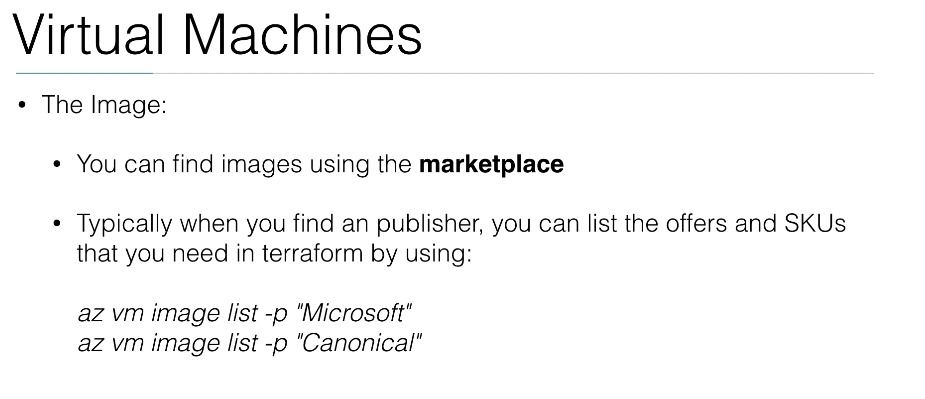 Virtual Machines
• The Image:
• You can find images using the marketplace
• Typically when you find an publisher, you can list the offers and SKUs
that you need in terraform by using:
az vm image list -p "Microsoft"
az vm image list -p "Canonical"